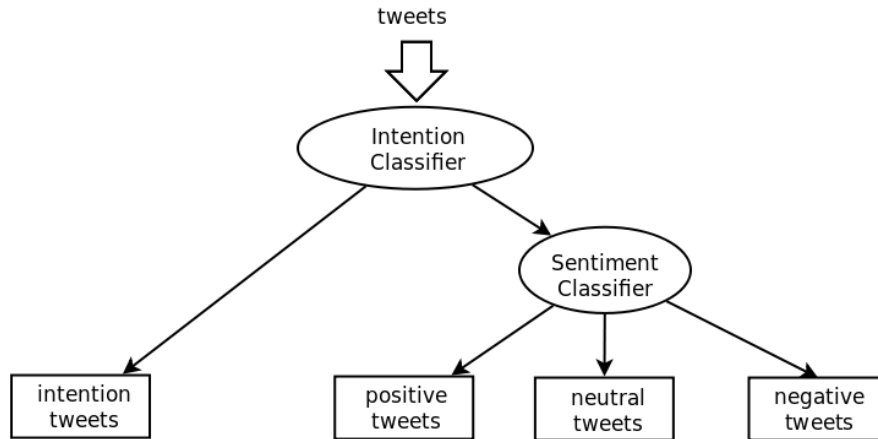 tweets
Intention
Classifier
Sentiment
Classifier
intention
tweets
positive
tweets
neutral
tweets
negative
tweets